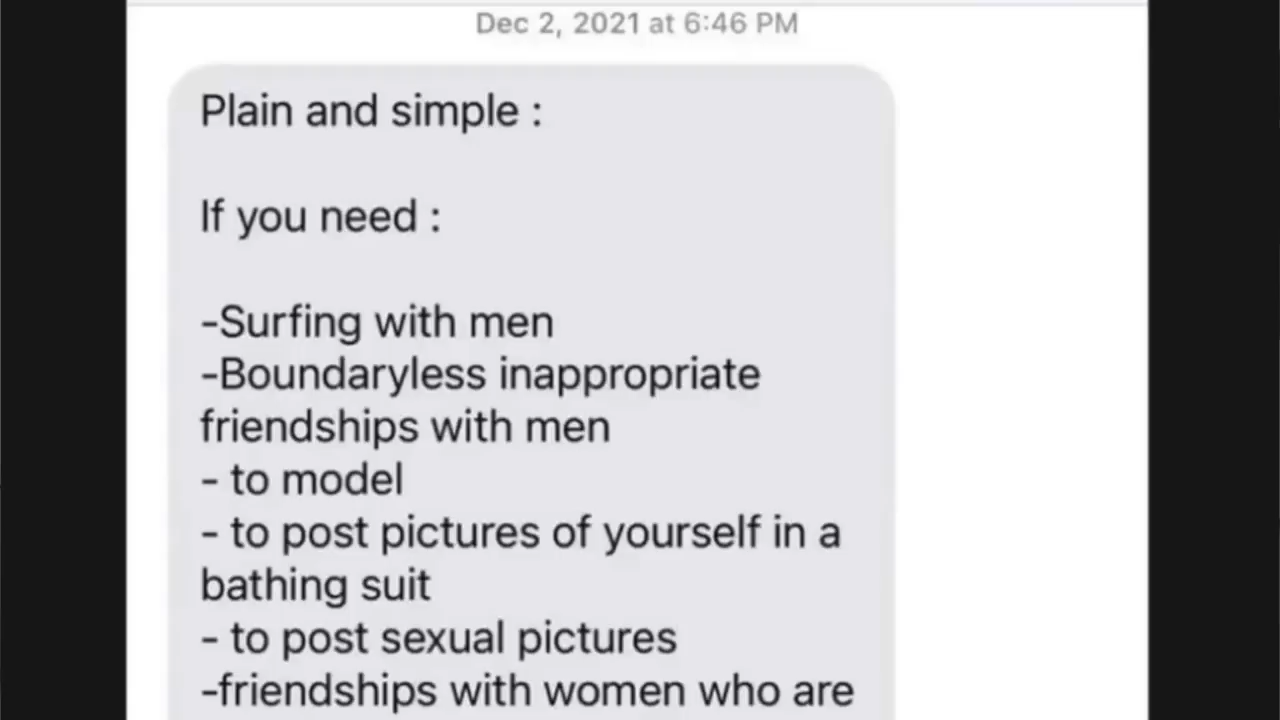 Dec 2, 2021 at 6:46 PM
Plain and simple :
If you need :
-Surfing with men
-Boundaryless inappropriate
friendships with men
- to model
- to post pictures of yourself in a
bathing suit
- to post sexual pictures
-friendships with women who are